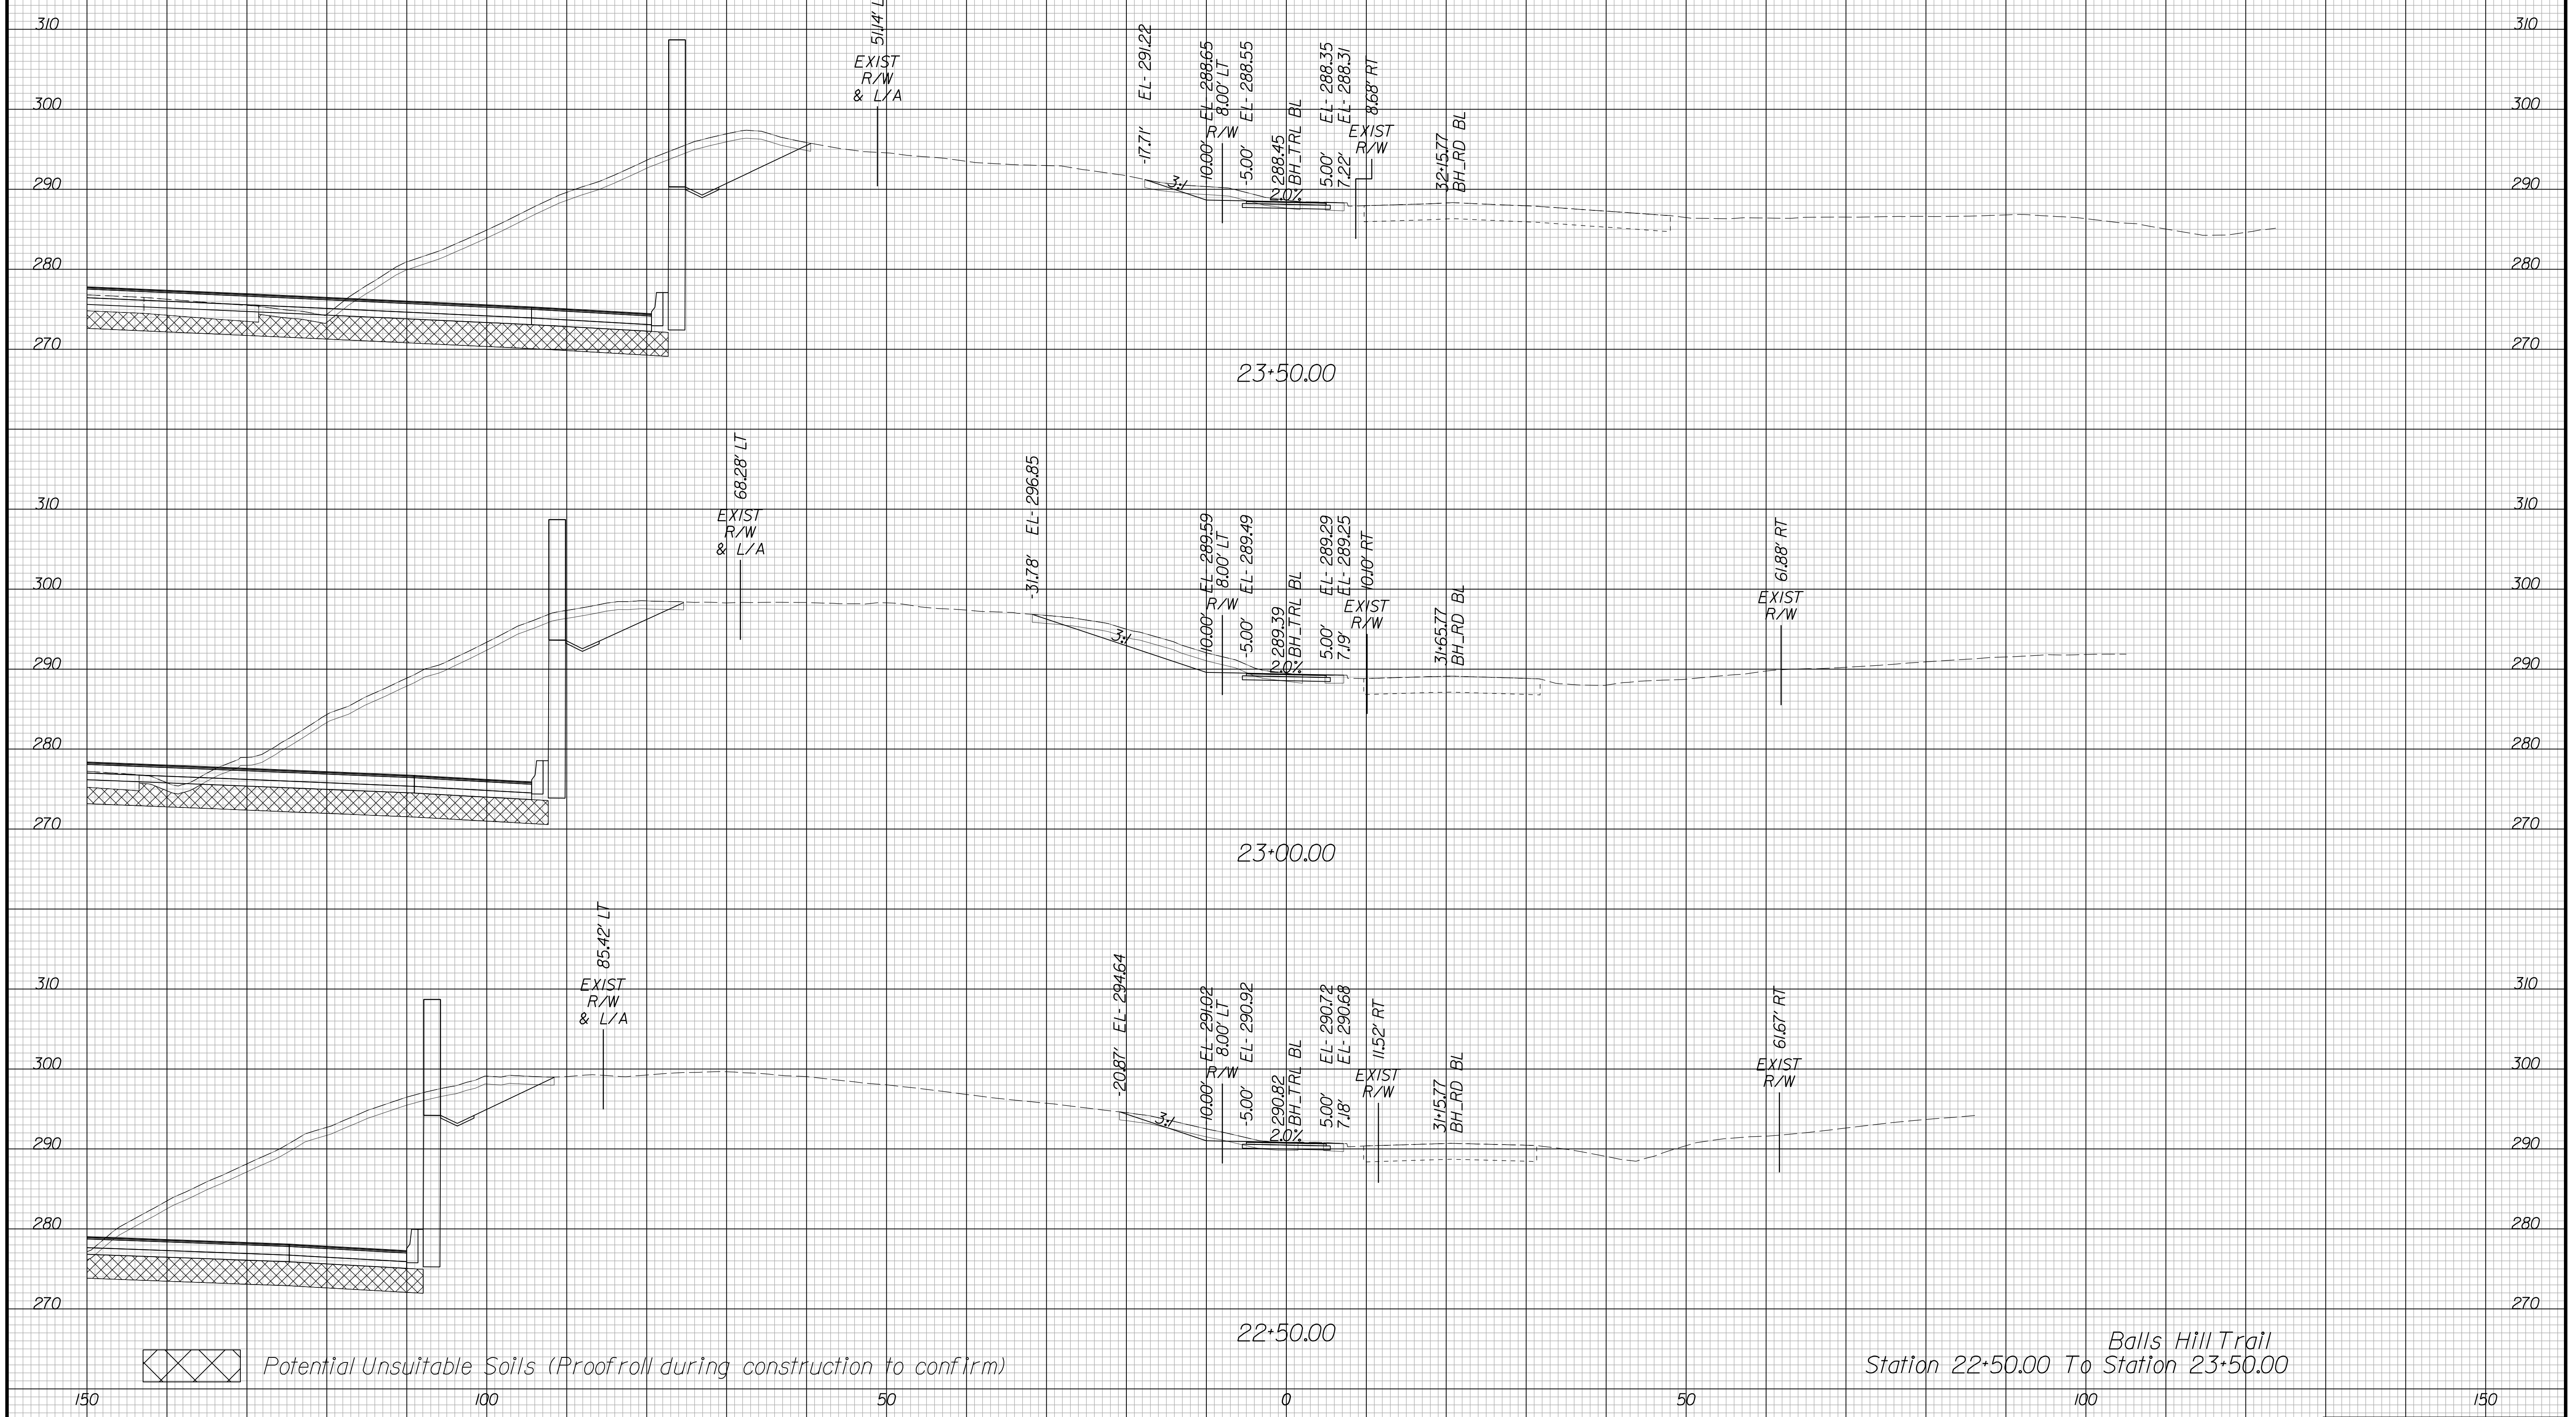 310
300
290
280
270
51.14' L
EXIST
R/W
& L/A
-17.71' EL- 291.22
10.00' EL- 288.65
8.00' LT
R/W
-5.00' EL- 288.55
288.45
BH_TRL BL
5.00' EL- 288.35
7.22' EL- 288.31
8.68' RT
EXIST
R/W
32+15.77
BH_RD BL
3:1
2.0%
310
300
290
280
270
23+50.00
310
300
290
280
270
68.28' LT
EXIST
R/W
& L/A
-31.78' EL- 296.85
10.00' EL- 289.59
8.00' LT
R/W
-5.00' EL- 289.49
289.39
BH_TRL BL
5.00' EL- 289.29
7.19' EL- 289.25
10.10' RT
EXIST
R/W
31+65.77
BH_RD BL
61.88' RT
EXIST
R/W
3:1
2.0%
310
300
290
280
270
23+00.00
310
300
290
280
270
85.42' LT
EXIST
R/W
& L/A
-20.87' EL- 294.64
10.00' EL- 291.02
8.00' LT
R/W
-5.00' EL- 290.92
290.82
BH_TRL BL
5.00' EL- 290.72
7.18' EL- 290.68
11.52' RT
EXIST
R/W
31+15.77
BH_RD BL
61.67' RT
EXIST
R/W
3:1
2.0%
310
300
290
280
270
22+50.00
Potential Unsuitable Soils (Proofroll during construction to confirm)
Balls Hill Trail
Station 22+50.00 To Station 23+50.00
150 100 50 0 50 100 150